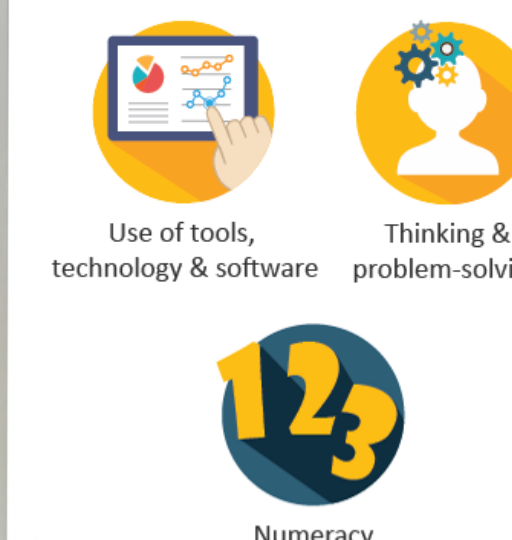 Use of tools,
technology & software
Thinking &
problem-solvi
123
Numeracy